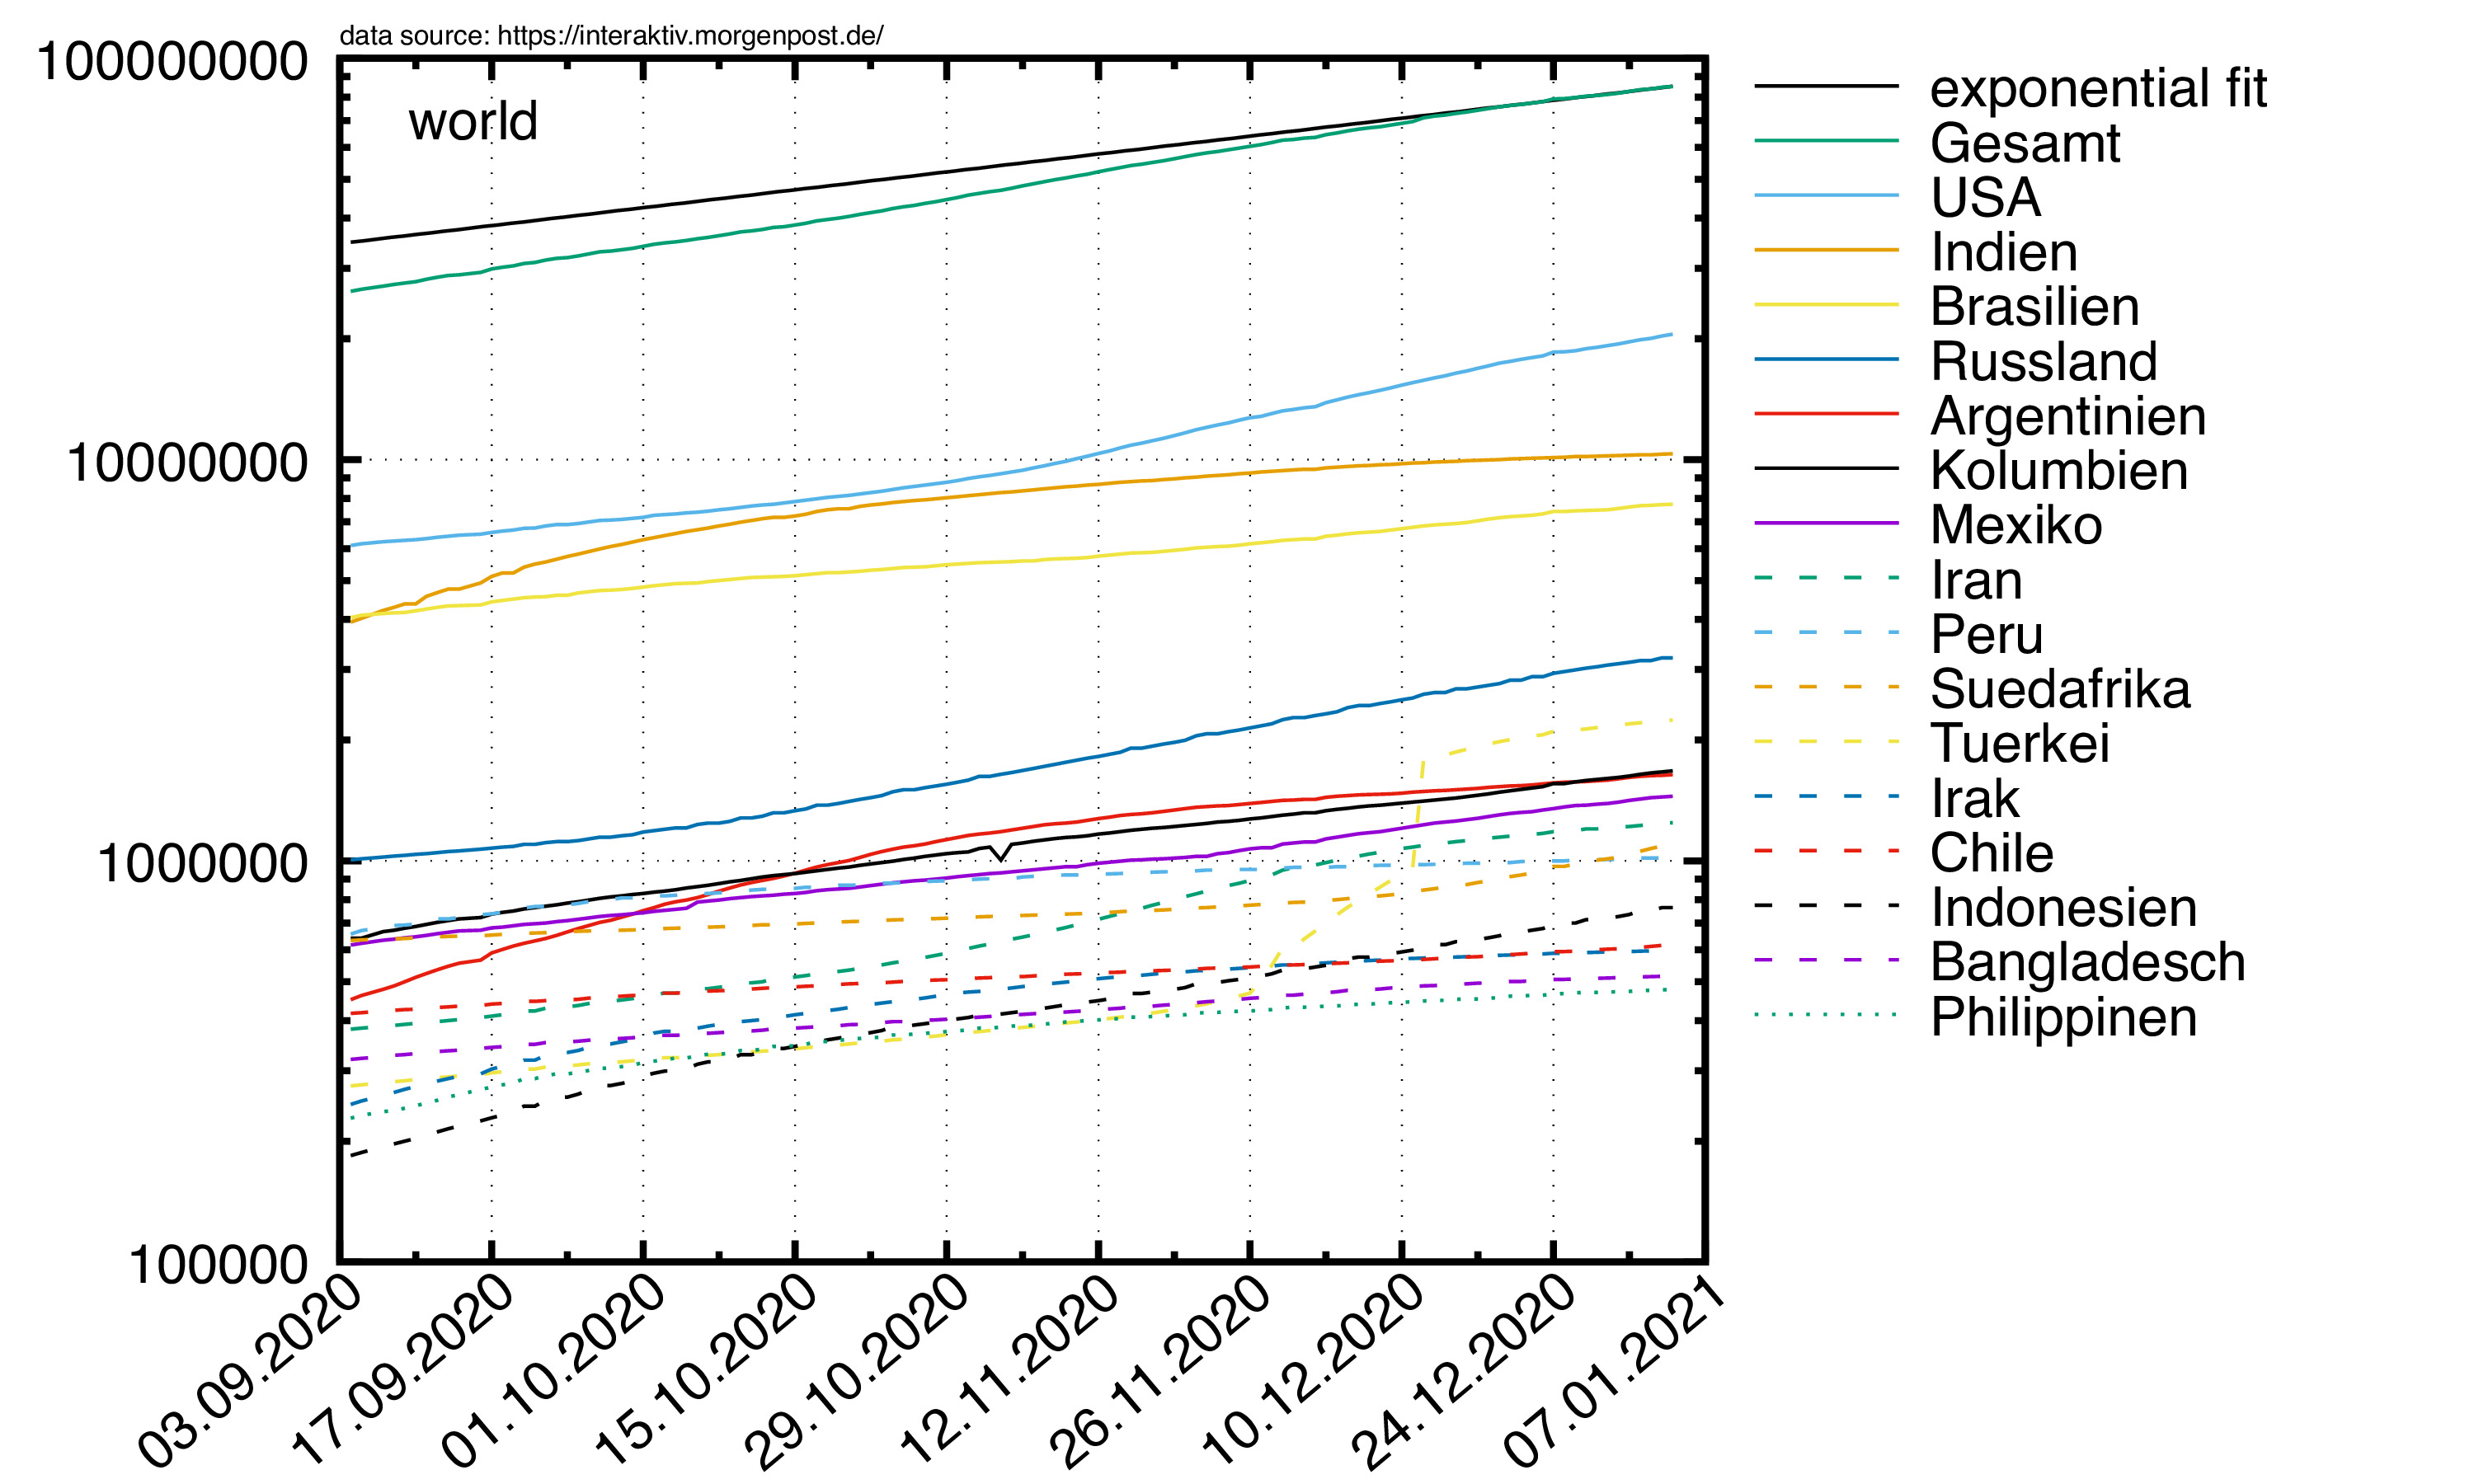 data source: https://interaktiv.morgenpost.de/
world
100000000
10000000
1000000
100000
03.09.2020
17.09.2020
01.10.2020
15.10.2020
29.10.2020
12.11.2020
26.11.2020
10.12.2020
24.12.2020
07.01.2021
exponential fit
Gesamt
USA
Indien
Brasilien
Russland
Argentinien
Kolumbien
Mexiko
Iran
Peru
Suedafrika
Tuerkei
Irak
Chile
Indonesien
Bangladesch
Philippinen